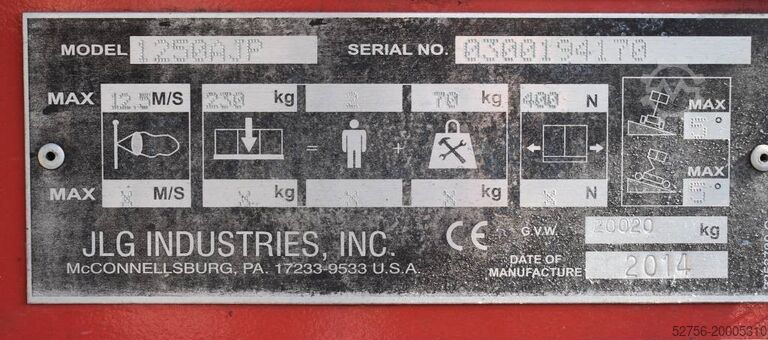 MODEL 1250AJP SERIAL NO. 0300194170
MAX 12.5 M/S 230 kg 2 70 kg 400 N MAX 5°
= +
MAX X M/S X kg X X kg X N MAX 5°
JLG INDUSTRIES, INC.
McCONNELLSBURG, PA. 17233-9533 U.S.A.
CE
G.V.W. 20020 kg
DATE OF MANUFACTURE 2014
52756-20005310